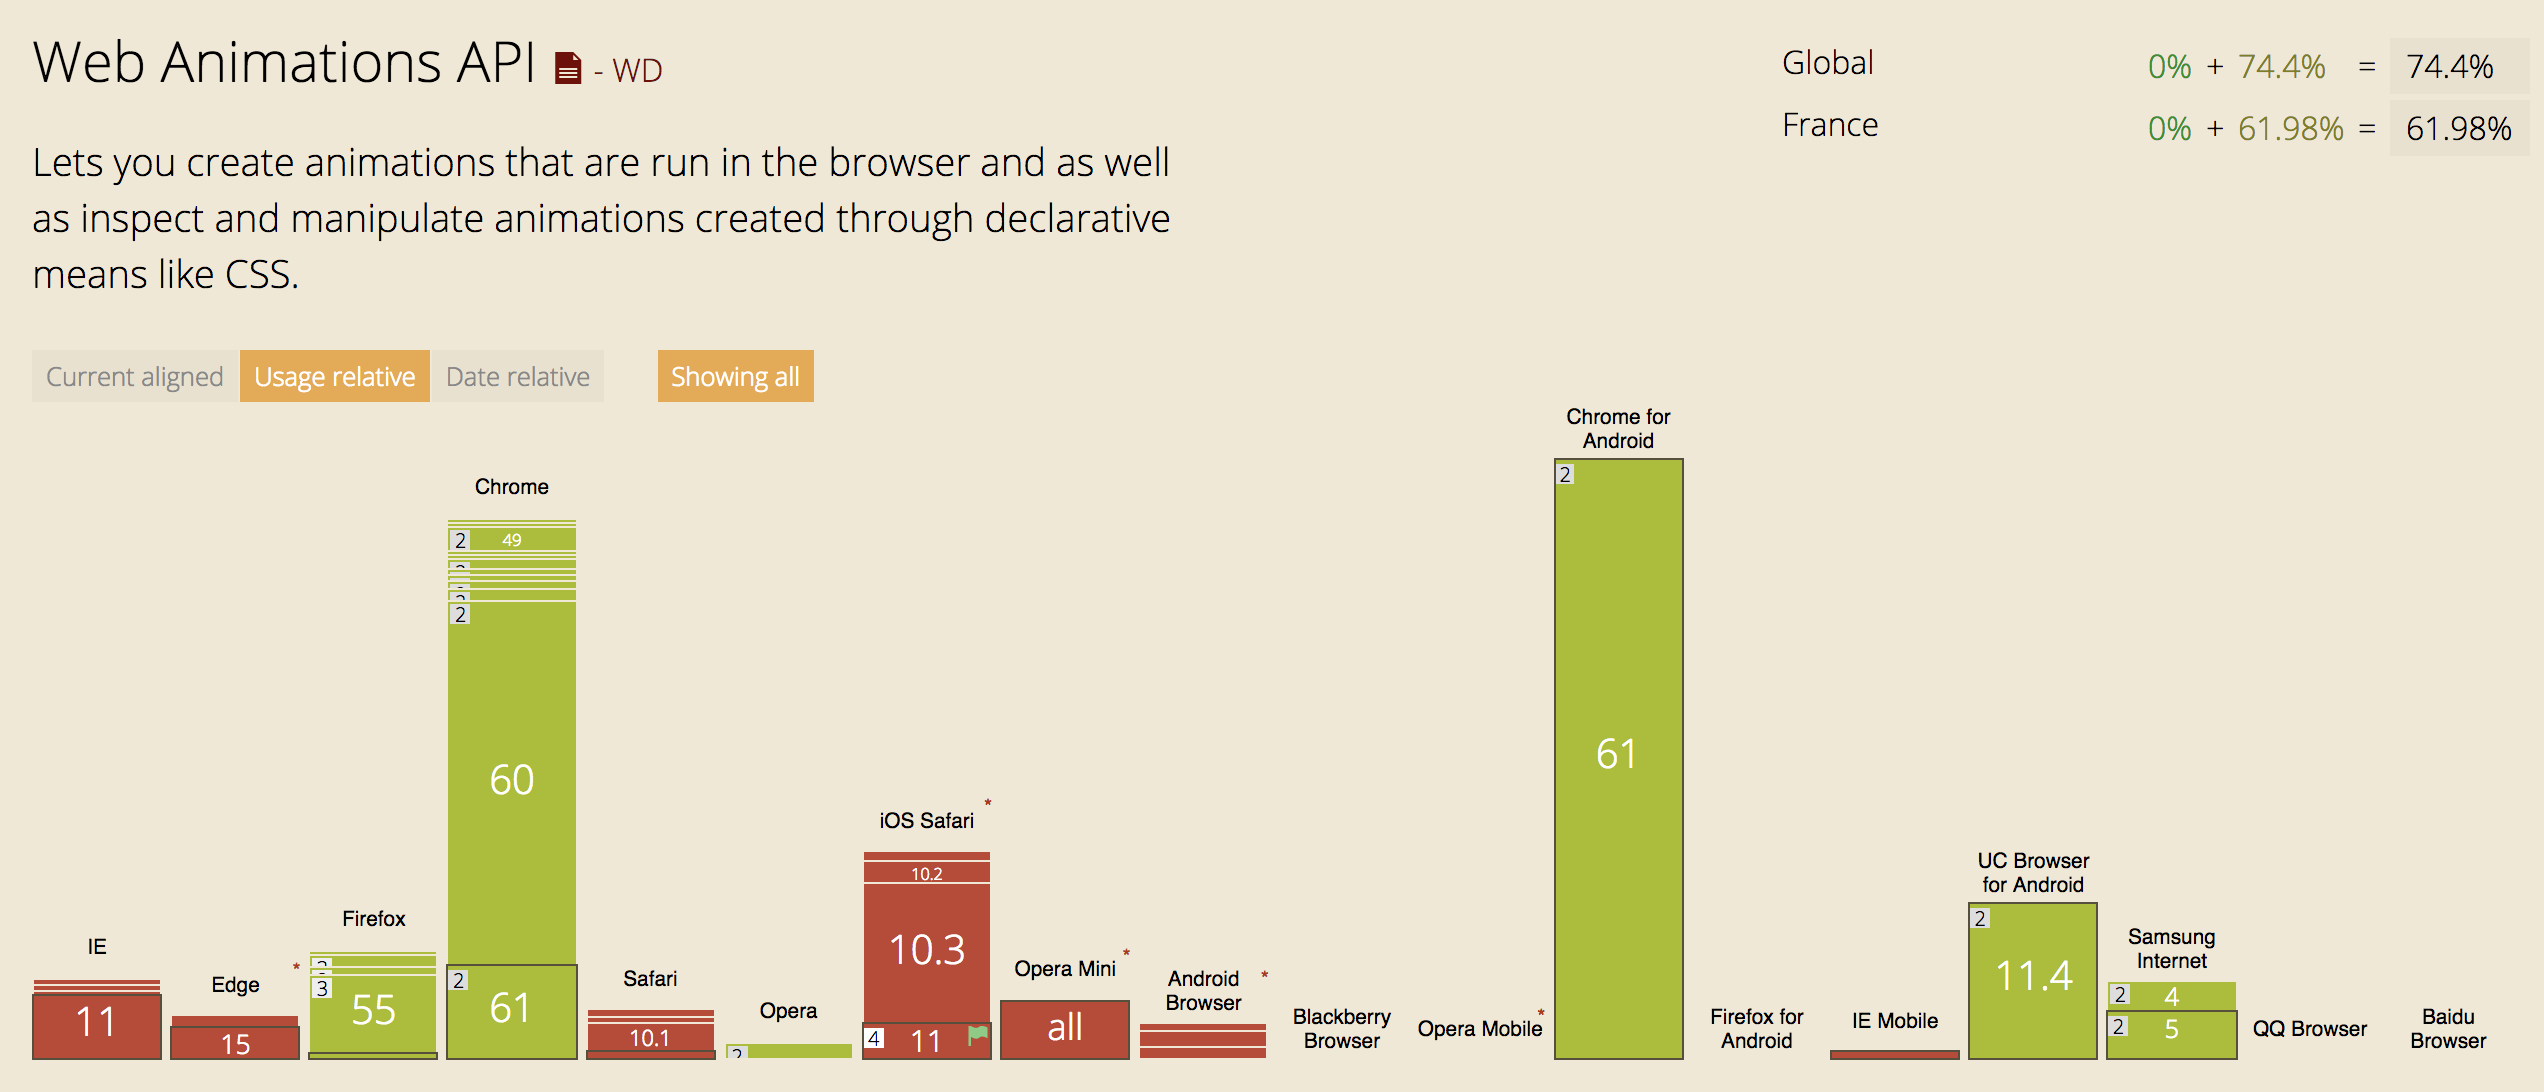 Web Animations API - WD
Global 0% + 74.4% = 74.4%
France 0% + 61.98% = 61.98%
Lets you create animations that are run in the browser and as well
as inspect and manipulate animations created through declarative
means like CSS.
Current aligned Usage relative Date relative Showing all
IE
11
Edge *
15
Firefox
3 55
Chrome
2 49
2
60
2 61
Safari
10.1
Opera
2
iOS Safari *
10.2
10.3
4 11
Opera Mini *
all
Android
Browser *
Blackberry
Browser
Opera Mobile *
Chrome for
Android
2
61
Firefox for
Android
IE Mobile
UC Browser
for Android
2
11.4
Samsung
Internet
2 4
2 5
QQ Browser
Baidu
Browser